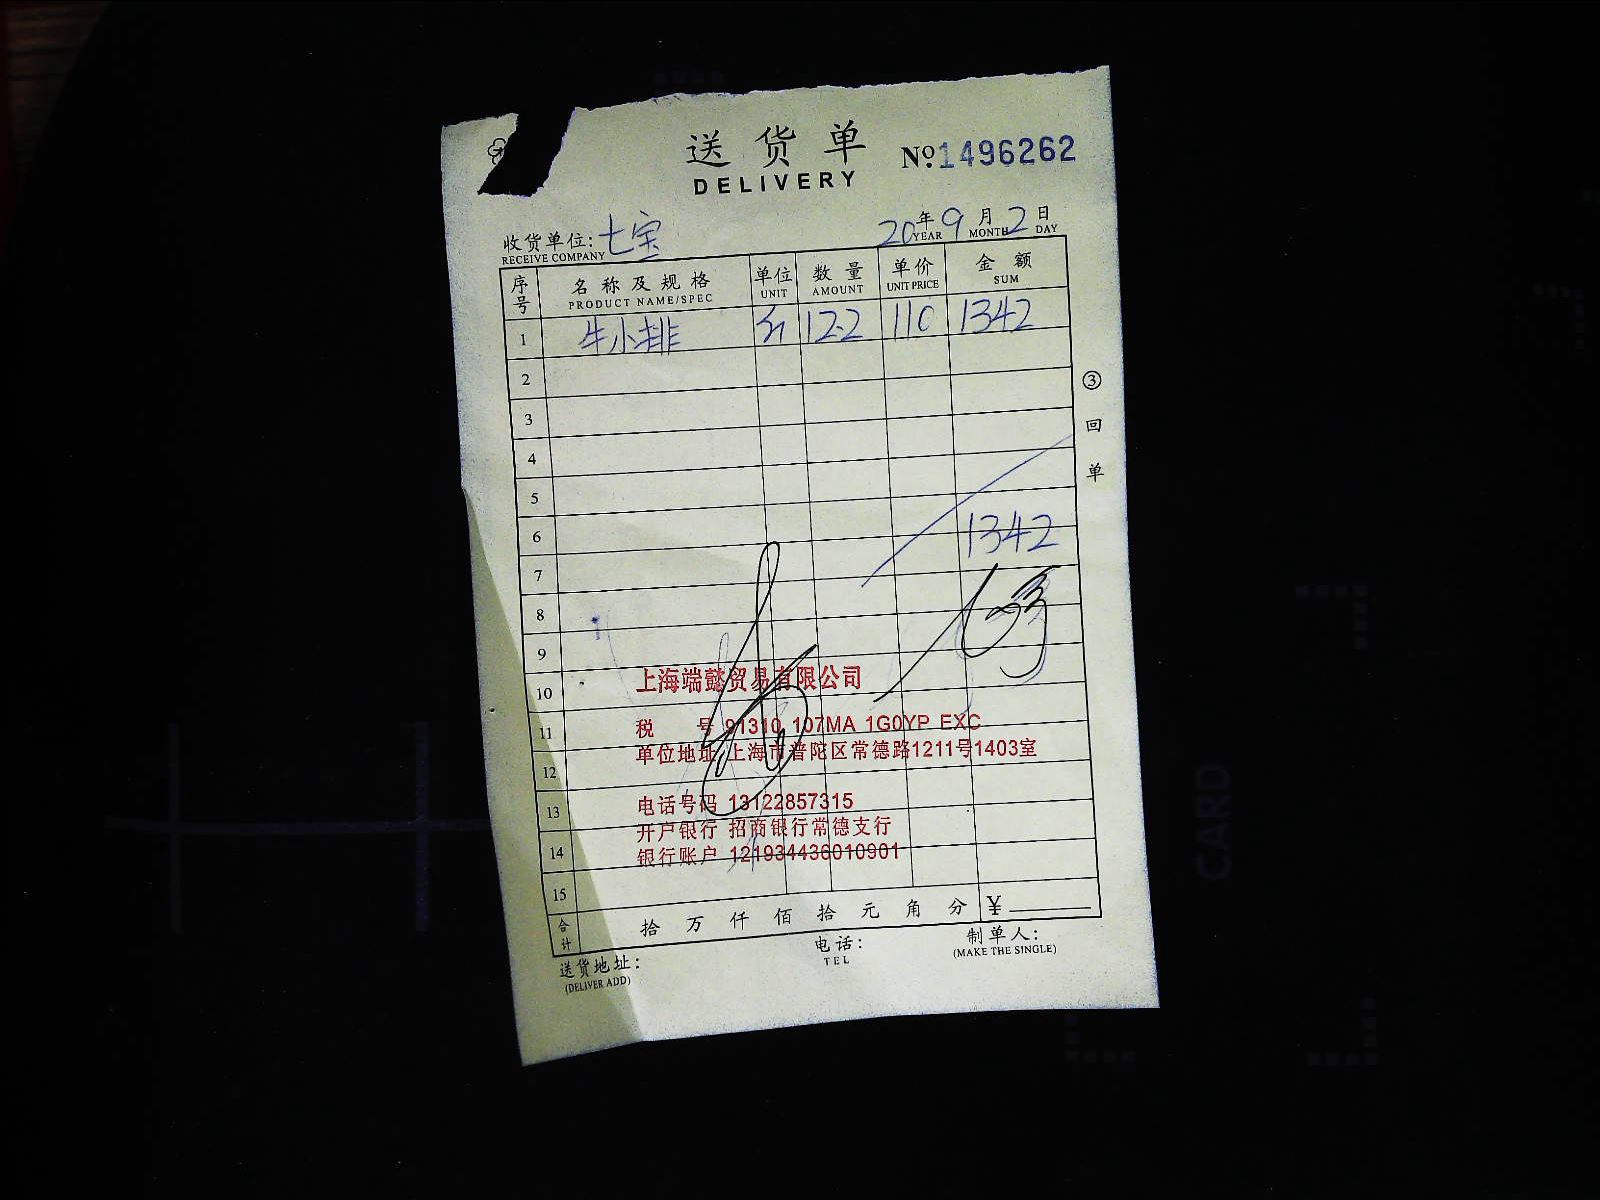 送货单
DELIVERY
№ 1496262
收货单位: 七宝
RECEIVE COMPANY
20年9月2日
YEAR MONTH DAY
序号 名称及规格 单位 数量 单价 金额
PRODUCT NAME/SPEC UNIT AMOUNT UNIT PRICE SUM
1 牛小排 斤 12.2 110 1342
2
3
4
5
6 1342
7
8
9
10
11
12
13
14
15
上海端懿贸易有限公司
税 号 91310 107MA 1G0YP EXC
单位地址 上海市普陀区常德路1211号1403室
电话号码 13122857315
开户银行 招商银行常德支行
银行账户 121934436010901
合计 拾 万 仟 佰 拾 元 角 分 ¥
送货地址: 电话: 制单人:
(DELIVER ADD) TEL (MAKE THE SINGLE)
③ 回单
CARD